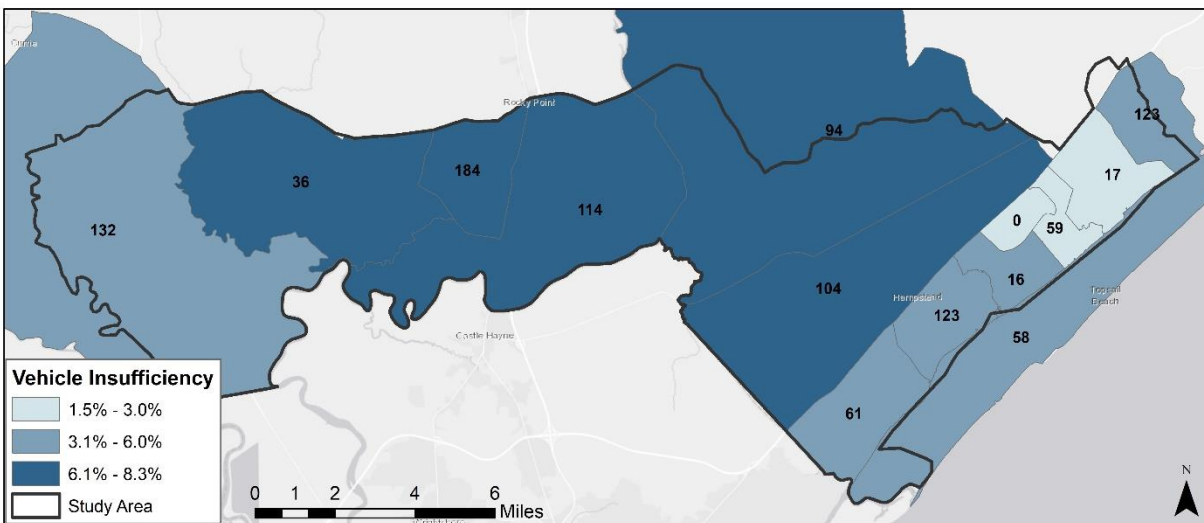 Currie
Rocky Point
94
123
17
36
184
0
59
132
114
16
104
Hampstead
Topsail
Beach
123
58
Castle Hayne
61
Vehicle Insufficiency
1.5% - 3.0%
3.1% - 6.0%
6.1% - 8.3%
Study Area
0 1 2 4 6
Miles
N